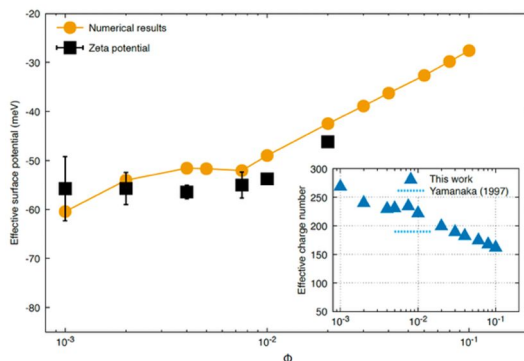 -20
-30
-40
-50
-60
-70
-80
Effective surface potential (meV)
Numerical results
Zeta potential
10-3
10-2
10-1
Φ
300
250
200
150
100
50
Effective charge number
This work
Yamanaka (1997)
10-3
10-2
10-1